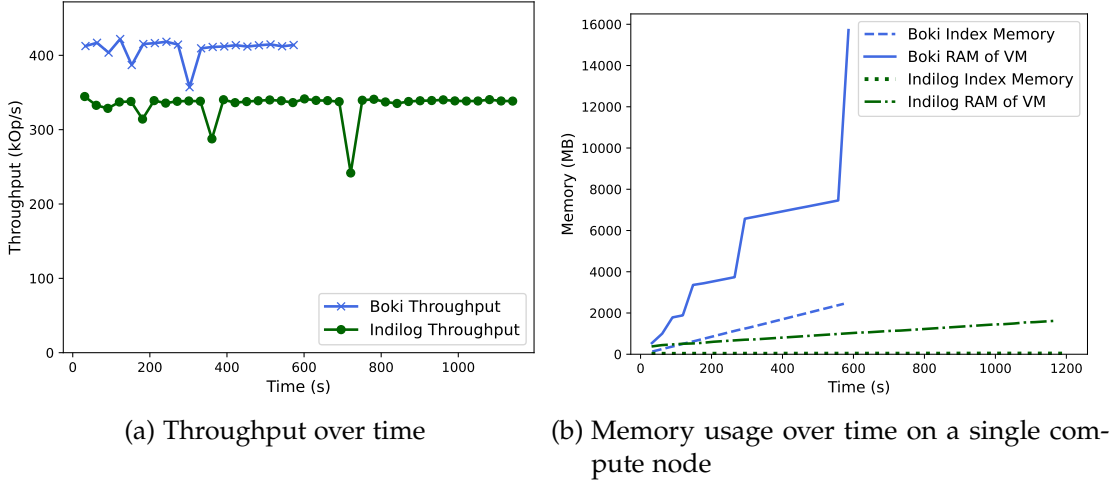 400
300
200
100
0
Throughput (kOp/s)
Boki Throughput
Indilog Throughput
0 200 400 600 800 1000
Time (s)
(a) Throughput over time
16000
14000
12000
10000
8000
6000
4000
2000
0
Memory (MB)
Boki Index Memory
Boki RAM of VM
Indilog Index Memory
Indilog RAM of VM
0 200 400 600 800 1000 1200
Time (s)
(b) Memory usage over time on a single com-
pute node